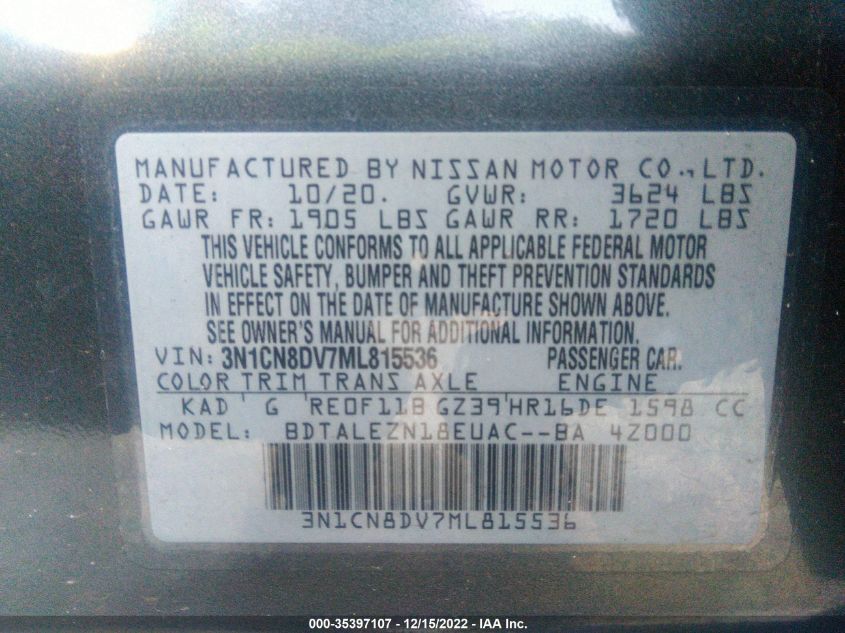 MANUFACTURED BY NISSAN MOTOR CO., LTD.
DATE: 10/20. GVWR: 3624 LBS
GAWR FR: 1905 LBS GAWR RR: 1720 LBS
THIS VEHICLE CONFORMS TO ALL APPLICABLE FEDERAL MOTOR
VEHICLE SAFETY, BUMPER AND THEFT PREVENTION STANDARDS
IN EFFECT ON THE DATE OF MANUFACTURE SHOWN ABOVE.
SEE OWNER'S MANUAL FOR ADDITIONAL INFORMATION.
VIN: 3N1CN8DV7ML815536 PASSENGER CAR.
COLOR TRIM TRANS AXLE ENGINE
KAD ' G 'RE0F11B GZ39'HR16DE 1598 CC
MODEL: BDTALEZN18EUAC--BA 4Z000
3N1CN8DV7ML815536
000-35397107 - 12/15/2022 - IAA Inc.